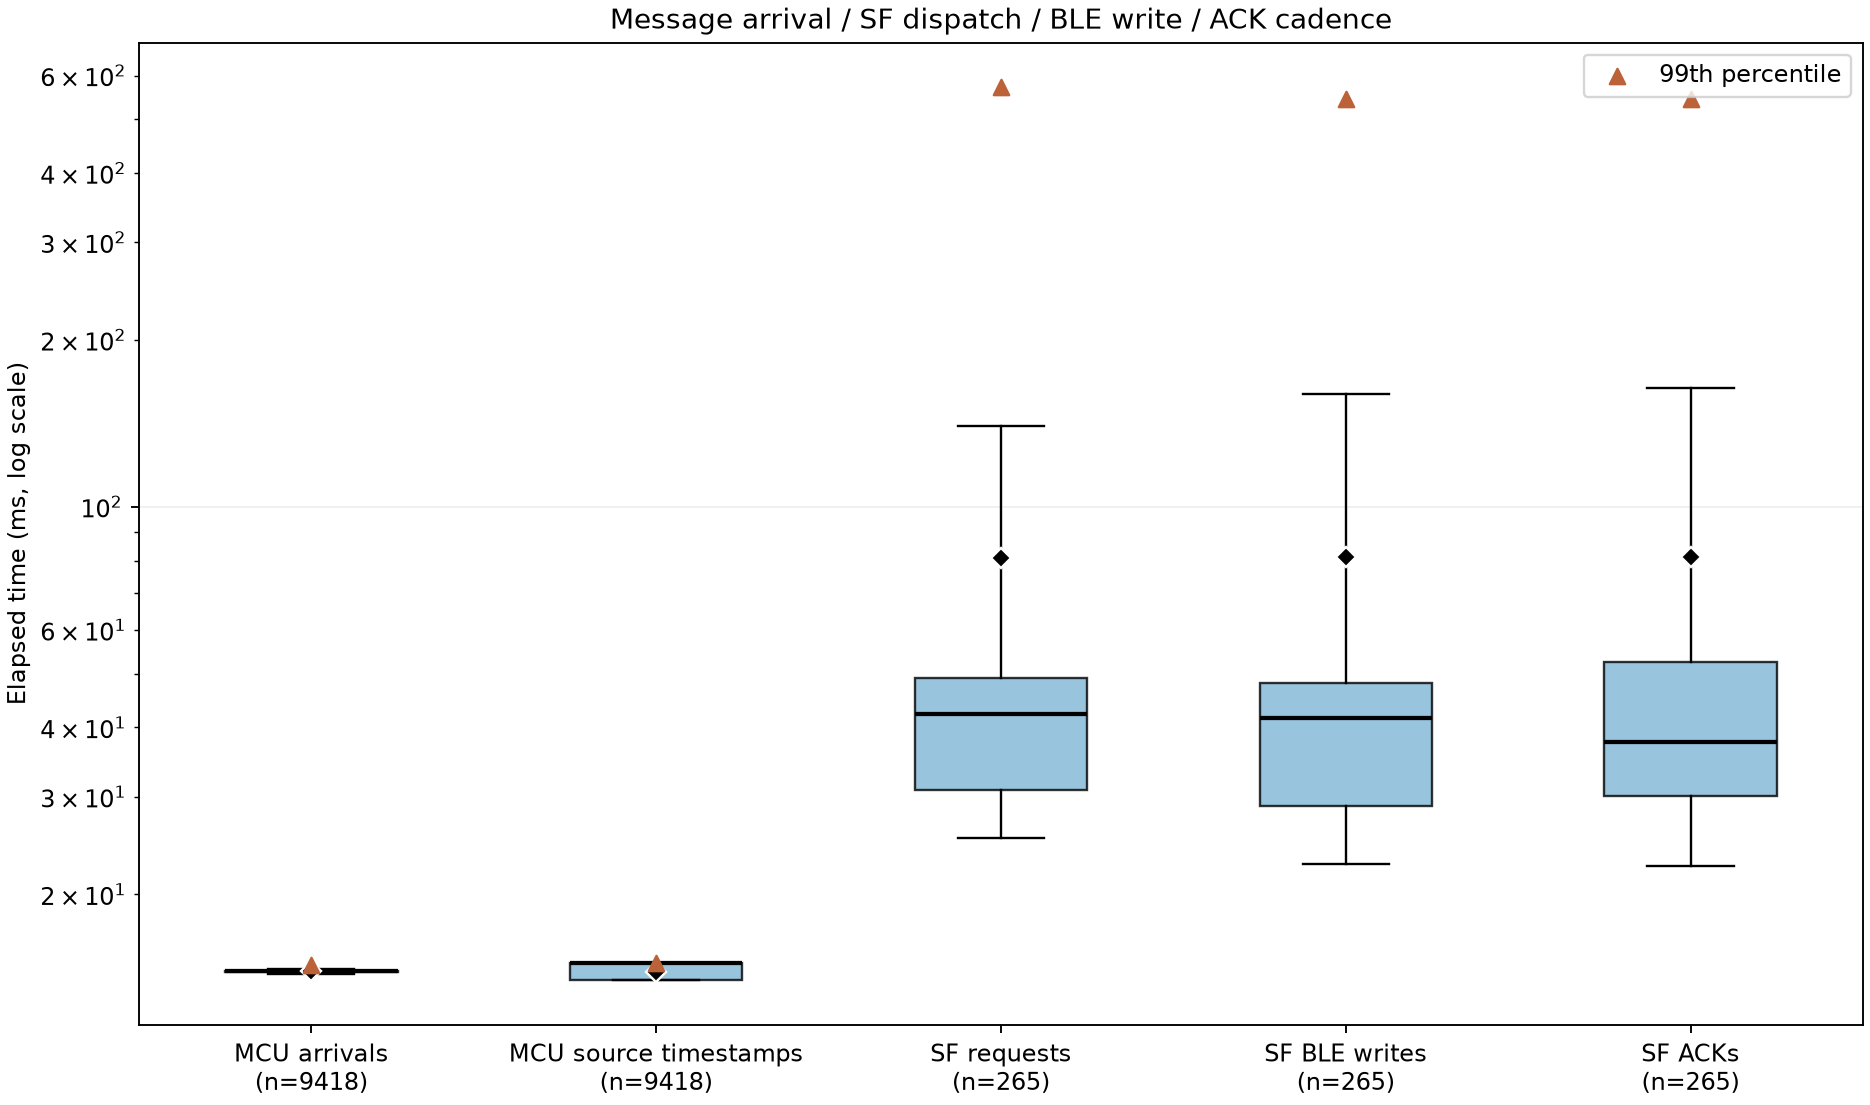 Message arrival / SF dispatch / BLE write / ACK cadence
99th percentile
Elapsed time (ms, log scale)
6 × 10²
4 × 10²
3 × 10²
2 × 10²
10²
6 × 10¹
4 × 10¹
3 × 10¹
2 × 10¹
MCU arrivals
(n=9418)
MCU source timestamps
(n=9418)
SF requests
(n=265)
SF BLE writes
(n=265)
SF ACKs
(n=265)